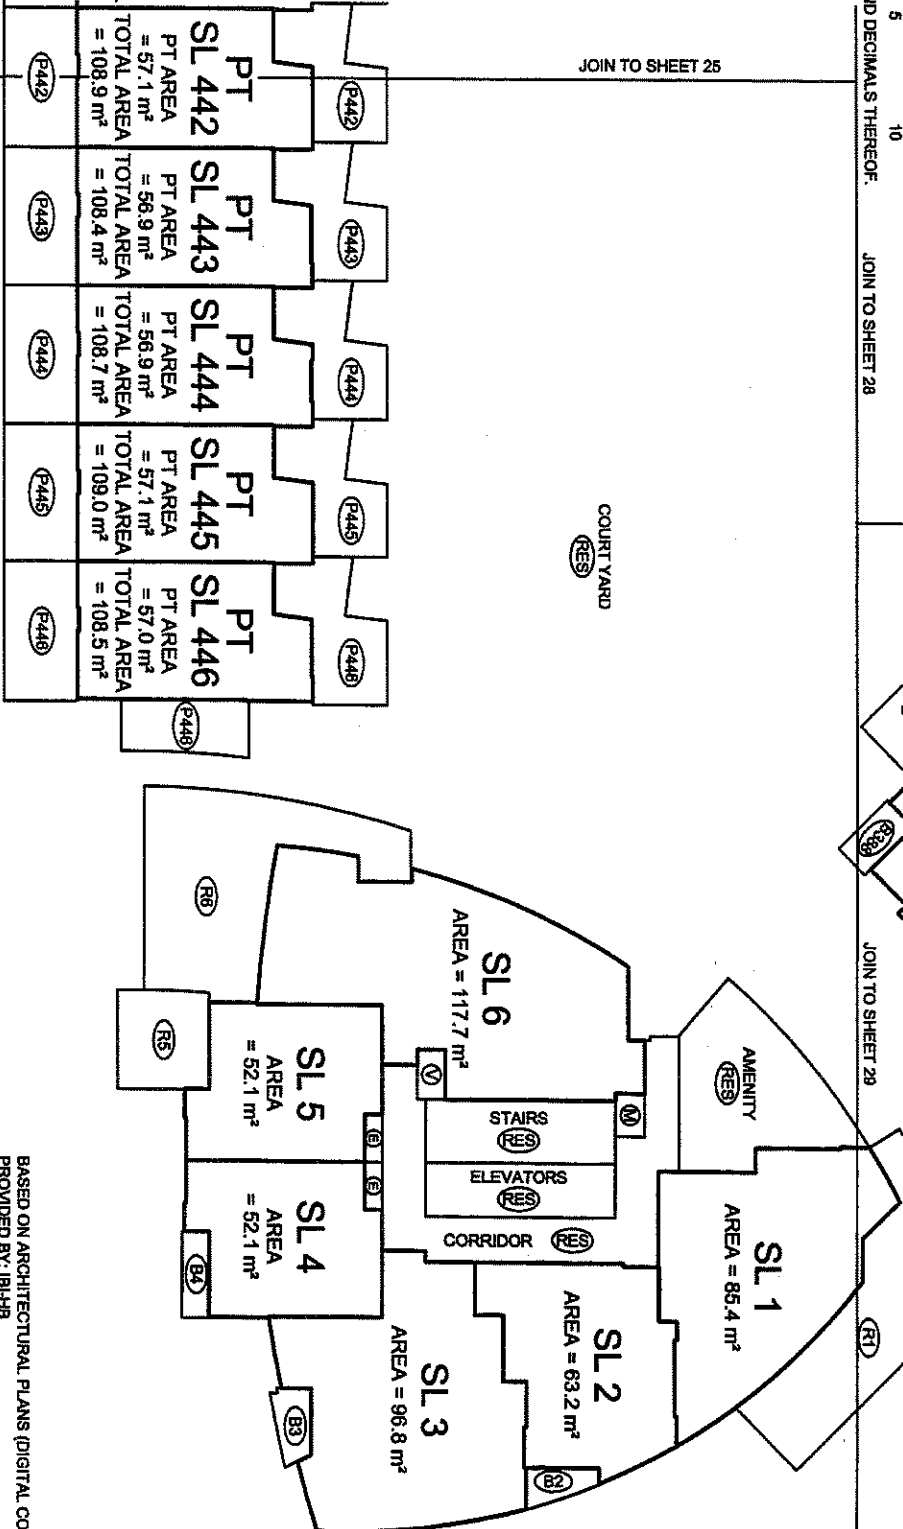 5 10
ND DECIMALS THEREOF.
JOIN TO SHEET 28
JOIN TO SHEET 29
JOIN TO SHEET 25
P442
P443
P444
P445
P446
PT
SL 442
PT AREA
= 57.1 m²
TOTAL AREA
= 108.9 m²
P442
PT
SL 443
PT AREA
= 56.9 m²
TOTAL AREA
= 108.4 m²
P443
PT
SL 444
PT AREA
= 56.9 m²
TOTAL AREA
= 108.7 m²
P444
PT
SL 445
PT AREA
= 57.1 m²
TOTAL AREA
= 109.0 m²
P445
PT
SL 446
PT AREA
= 57.0 m²
TOTAL AREA
= 108.5 m²
P446
P446
COURT YARD
RES
AMENITY
RES
SL 1
AREA = 85.4 m²
R1
SL 6
AREA = 117.7 m²
R6
M
V
STAIRS
RES
ELEVATORS
RES
CORRIDOR RES
SL 2
AREA = 63.2 m²
B2
SL 3
AREA = 96.8 m²
B3
SL 5
AREA
= 52.1 m²
R5
E
E
SL 4
AREA
= 52.1 m²
B4
BASED ON ARCHITECTURAL PLANS (DIGITAL CO
PROVIDED BY: IBI-HB